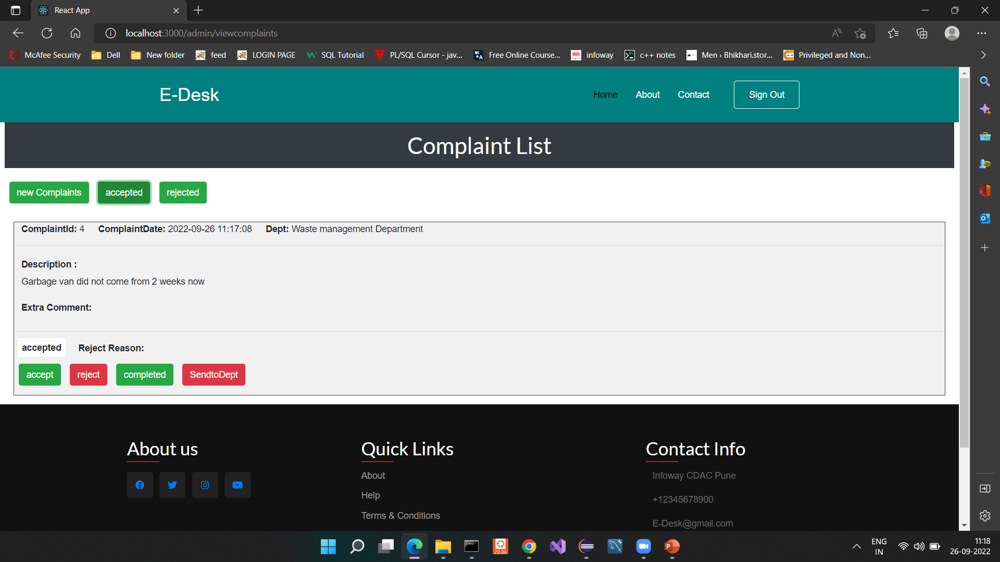 React App
localhost:3000/admin/viewcomplaints
McAfee Security Dell New folder feed LOGIN PAGE SQL Tutorial PL/SQL Cursor - jav... Free Online Course... infoway c++ notes Men › Bhikhari.stor... Privileged and Non...
E-Desk Home About Contact Sign Out
Complaint List
new Complaints accepted rejected
ComplaintId: 4 ComplaintDate: 2022-09-26 11:17:08 Dept: Waste management Department
Description :
Garbage van did not come from 2 weeks now
Extra Comment:
accepted Reject Reason:
accept reject completed SendtoDept
About us Quick Links Contact Info
About Infoway CDAC Pune
Help +12345678900
Terms & Conditions E-Desk@gmail.com
20.04
ENG
IN
11:18
26-09-2022